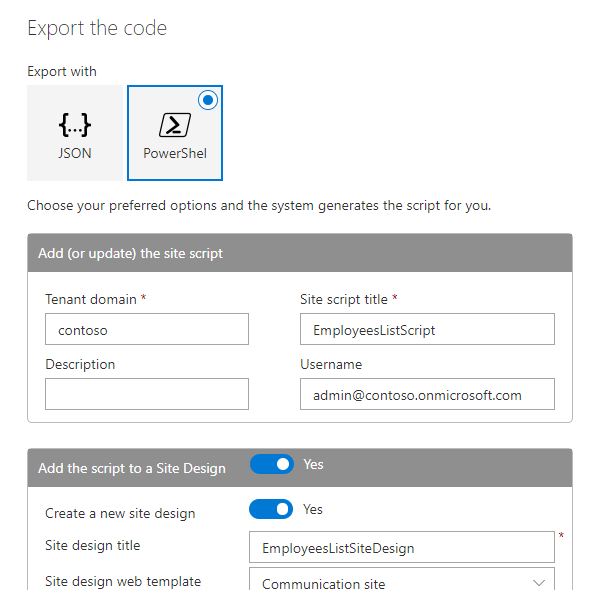 Export the code
Export with
{...}
JSON
PowerShel
Choose your preferred options and the system generates the script for you.
Add (or update) the site script
Tenant domain *
Site script title *
contoso
EmployeesListScript
Description
Username
admin@contoso.onmicrosoft.com
Add the script to a Site Design
Yes
Create a new site design
Yes
Site design title
EmployeesListSiteDesign
*
Site design web template
Communication site